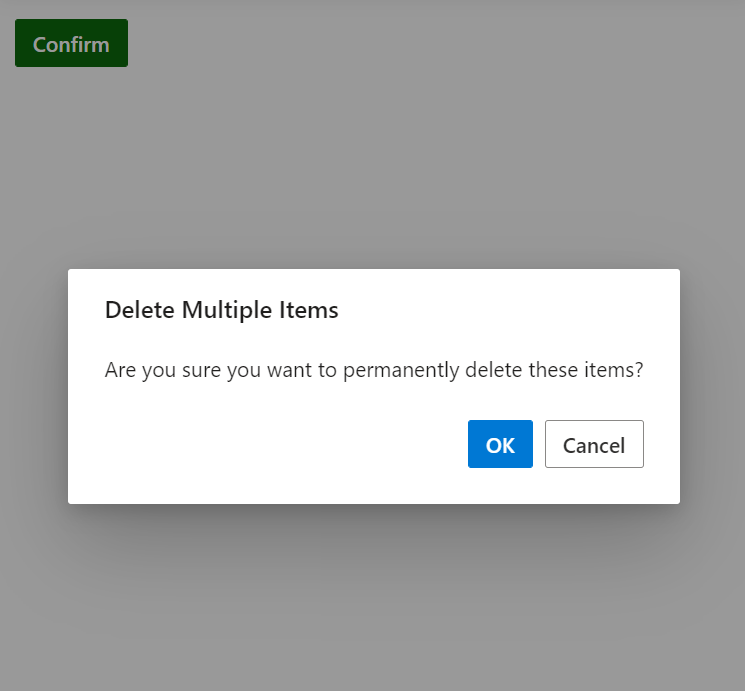 Confirm
Delete Multiple Items
Are you sure you want to permanently delete these items?
OK Cancel